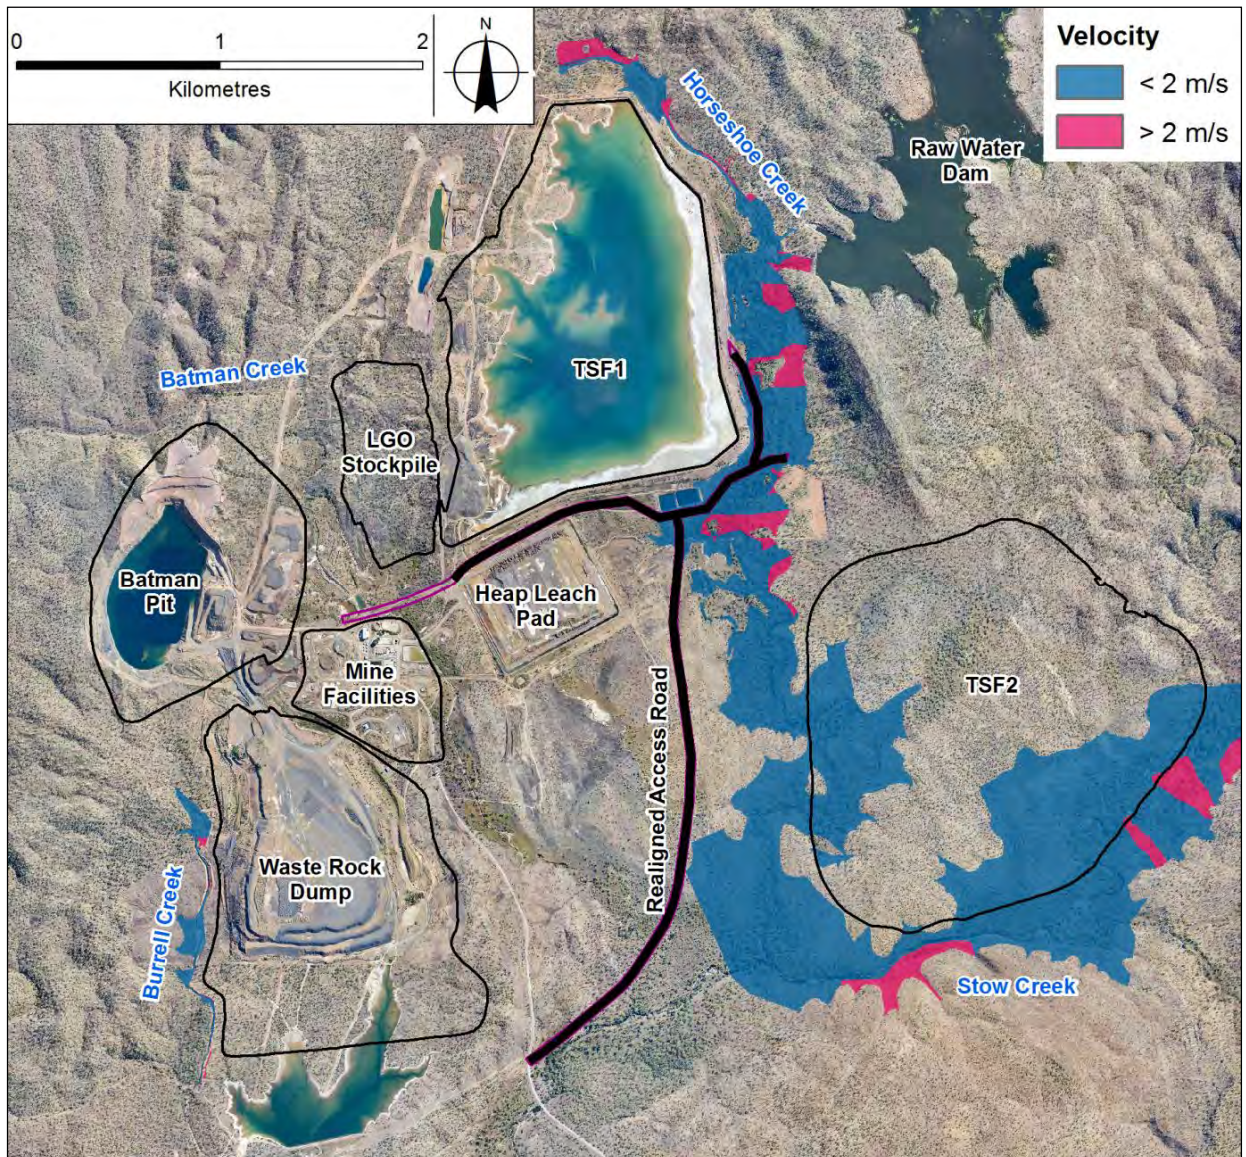 0 1 2
Kilometres
N
Velocity
< 2 m/s
> 2 m/s
Horseshoe Creek
Raw Water
Dam
Batman Creek
TSF1
LGO
Stockpile
Batman
Pit
Heap Leach
Pad
Mine
Facilities
TSF2
Realigned Access Road
Waste Rock
Dump
Burrell Creek
Stow Creek